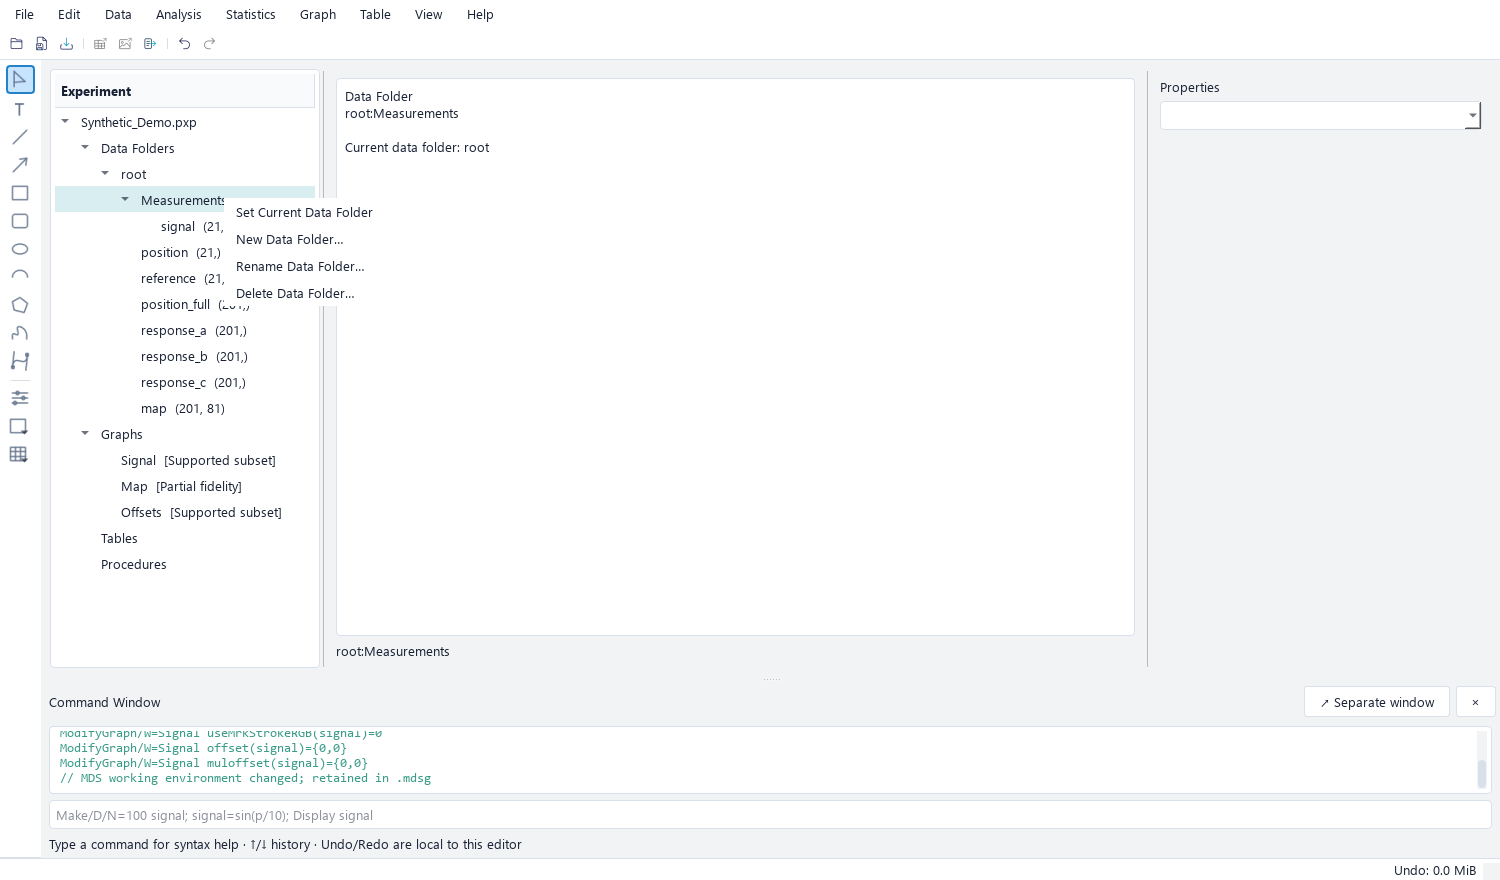 File Edit Data Analysis Statistics Graph Table View Help
Experiment
Synthetic_Demo.pxp
Data Folders
root
Measurements
signal (21,
position (21,)
reference (21,
position_full (201,)
response_a (201,)
response_b (201,)
response_c (201,)
map (201, 81)
Graphs
Signal [Supported subset]
Map [Partial fidelity]
Offsets [Supported subset]
Tables
Procedures
Set Current Data Folder
New Data Folder...
Rename Data Folder...
Delete Data Folder...
Data Folder
root:Measurements
Current data folder: root
root:Measurements
Properties
Command Window
↗ Separate window
×
ModifyGraph/W=Signal useMrkStrokeRGB(signal)=0
ModifyGraph/W=Signal offset(signal)={0,0}
ModifyGraph/W=Signal muloffset(signal)={0,0}
// MDS working environment changed; retained in .mdsg
Make/D/N=100 signal; signal=sin(p/10); Display signal
Type a command for syntax help · ↑/↓ history · Undo/Redo are local to this editor
Undo: 0.0 MiB